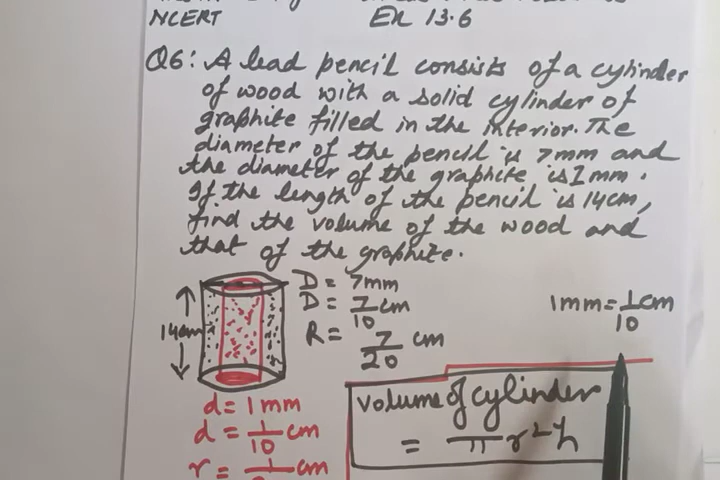 NCERT Ex 13.6
Q6: A lead pencil consists of a cylinder
of wood with a solid cylinder of
graphite filled in the interior. The
diameter of the pencil is 7mm and
the diameter of the graphite is 1mm.
If the length of the pencil is 14cm,
find the volume of the wood and
that of the graphite.
D = 7mm
D = 7/10 cm
1mm = 1/10 cm
R = 7/20 cm
14cm
d = 1mm
d = 1/10 cm
r = cm
volume of cylinder
= πr²h